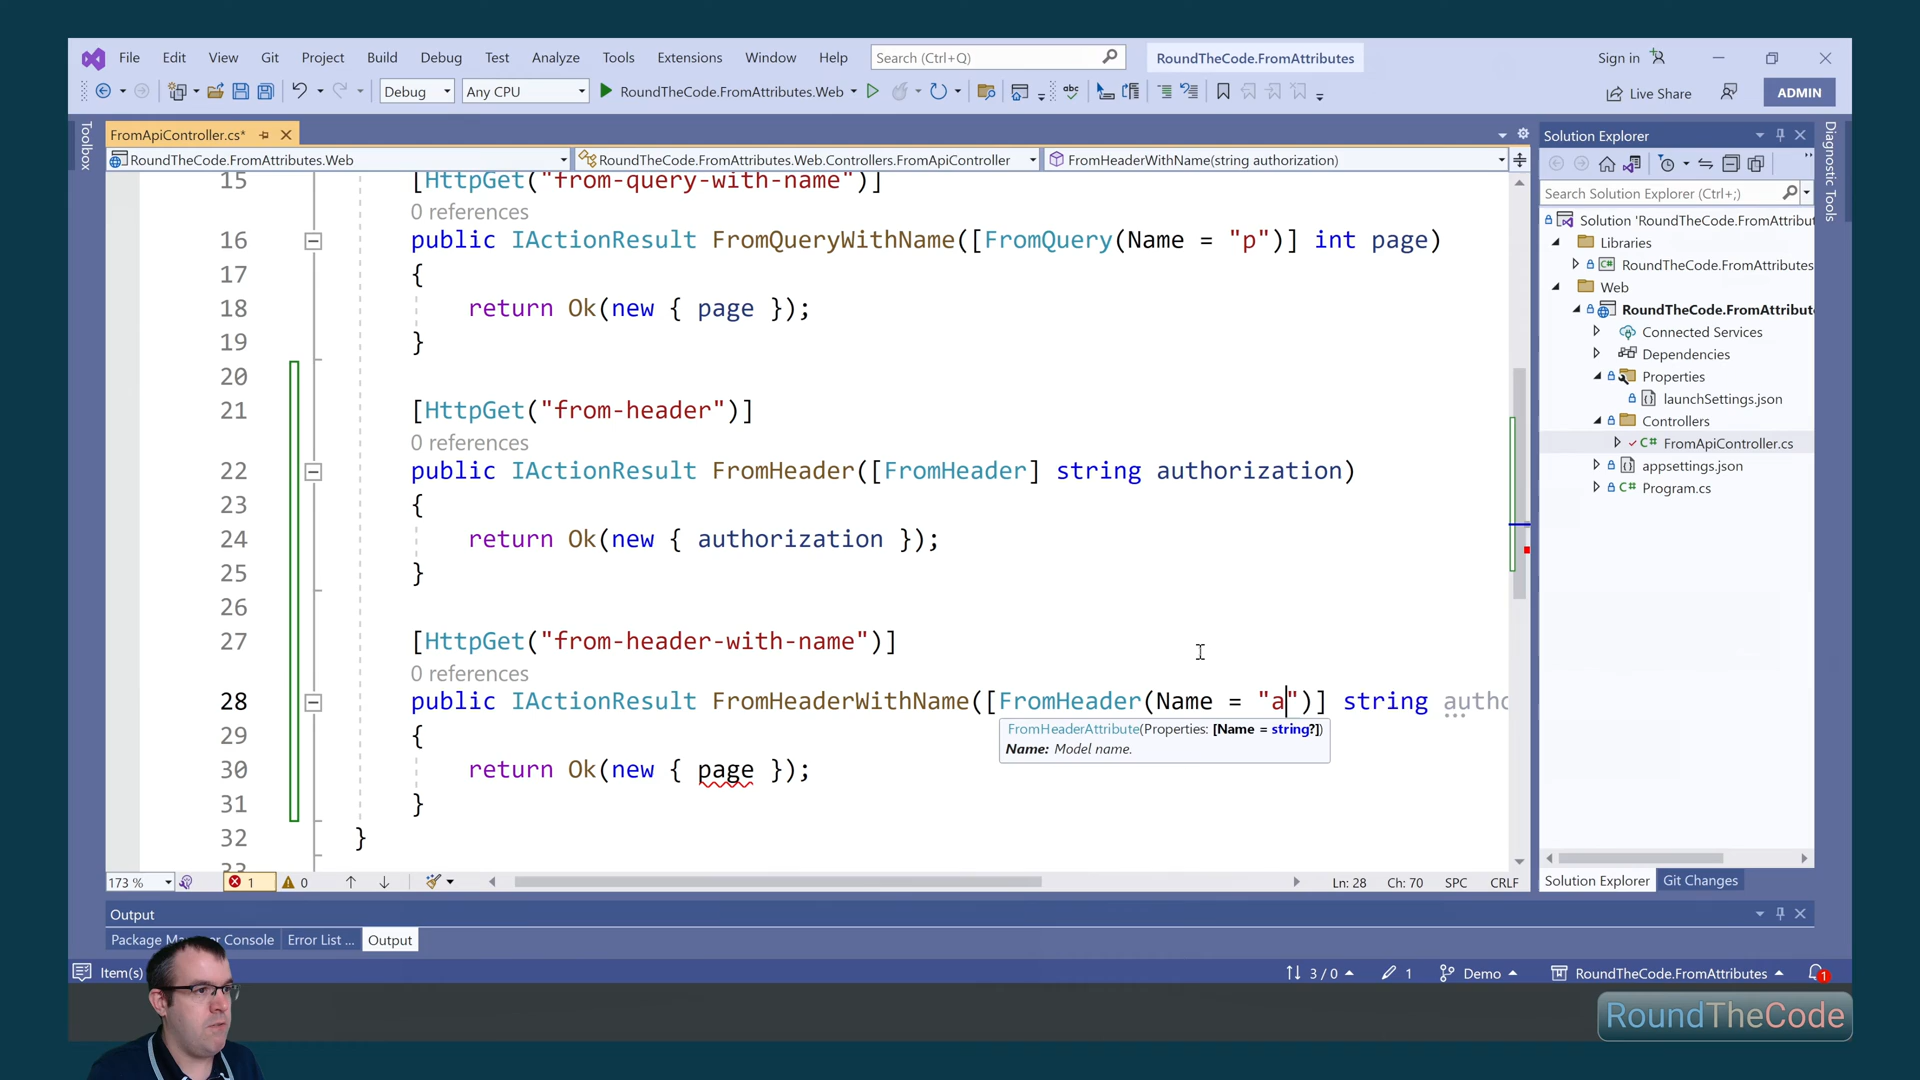 File Edit View Git Project Build Debug Test Analyze Tools Extensions Window Help Search (Ctrl+Q) RoundTheCode.FromAttributes Sign in
Debug Any CPU RoundTheCode.FromAttributes.Web Live Share ADMIN
Toolbox
FromApiController.cs*
RoundTheCode.FromAttributes.Web RoundTheCode.FromAttributes.Web.Controllers.FromApiController FromHeaderWithName(string authorization)
15 [HttpGet("from-query-with-name")]
0 references
16 public IActionResult FromQueryWithName([FromQuery(Name = "p")] int page)
17 {
18 return Ok(new { page });
19 }
20
21 [HttpGet("from-header")]
0 references
22 public IActionResult FromHeader([FromHeader] string authorization)
23 {
24 return Ok(new { authorization });
25 }
26
27 [HttpGet("from-header-with-name")]
0 references
28 public IActionResult FromHeaderWithName([FromHeader(Name = "a")] string autho
FromHeaderAttribute(Properties: [Name = string?])
Name: Model name.
29 {
30 return Ok(new { page });
31 }
32 }
173 % 1 0 Ln: 28 Ch: 70 SPC CRLF
Solution Explorer
Search Solution Explorer (Ctrl+;)
Solution 'RoundTheCode.FromAttribut
Libraries
RoundTheCode.FromAttributes
Web
RoundTheCode.FromAttribute
Connected Services
Dependencies
Properties
launchSettings.json
Controllers
FromApiController.cs
appsettings.json
Program.cs
Solution Explorer Git Changes
Diagnostic Tools
Output
Package Ma er Console Error List ... Output
Item(s) 3 / 0 1 Demo RoundTheCode.FromAttributes 1
RoundTheCode